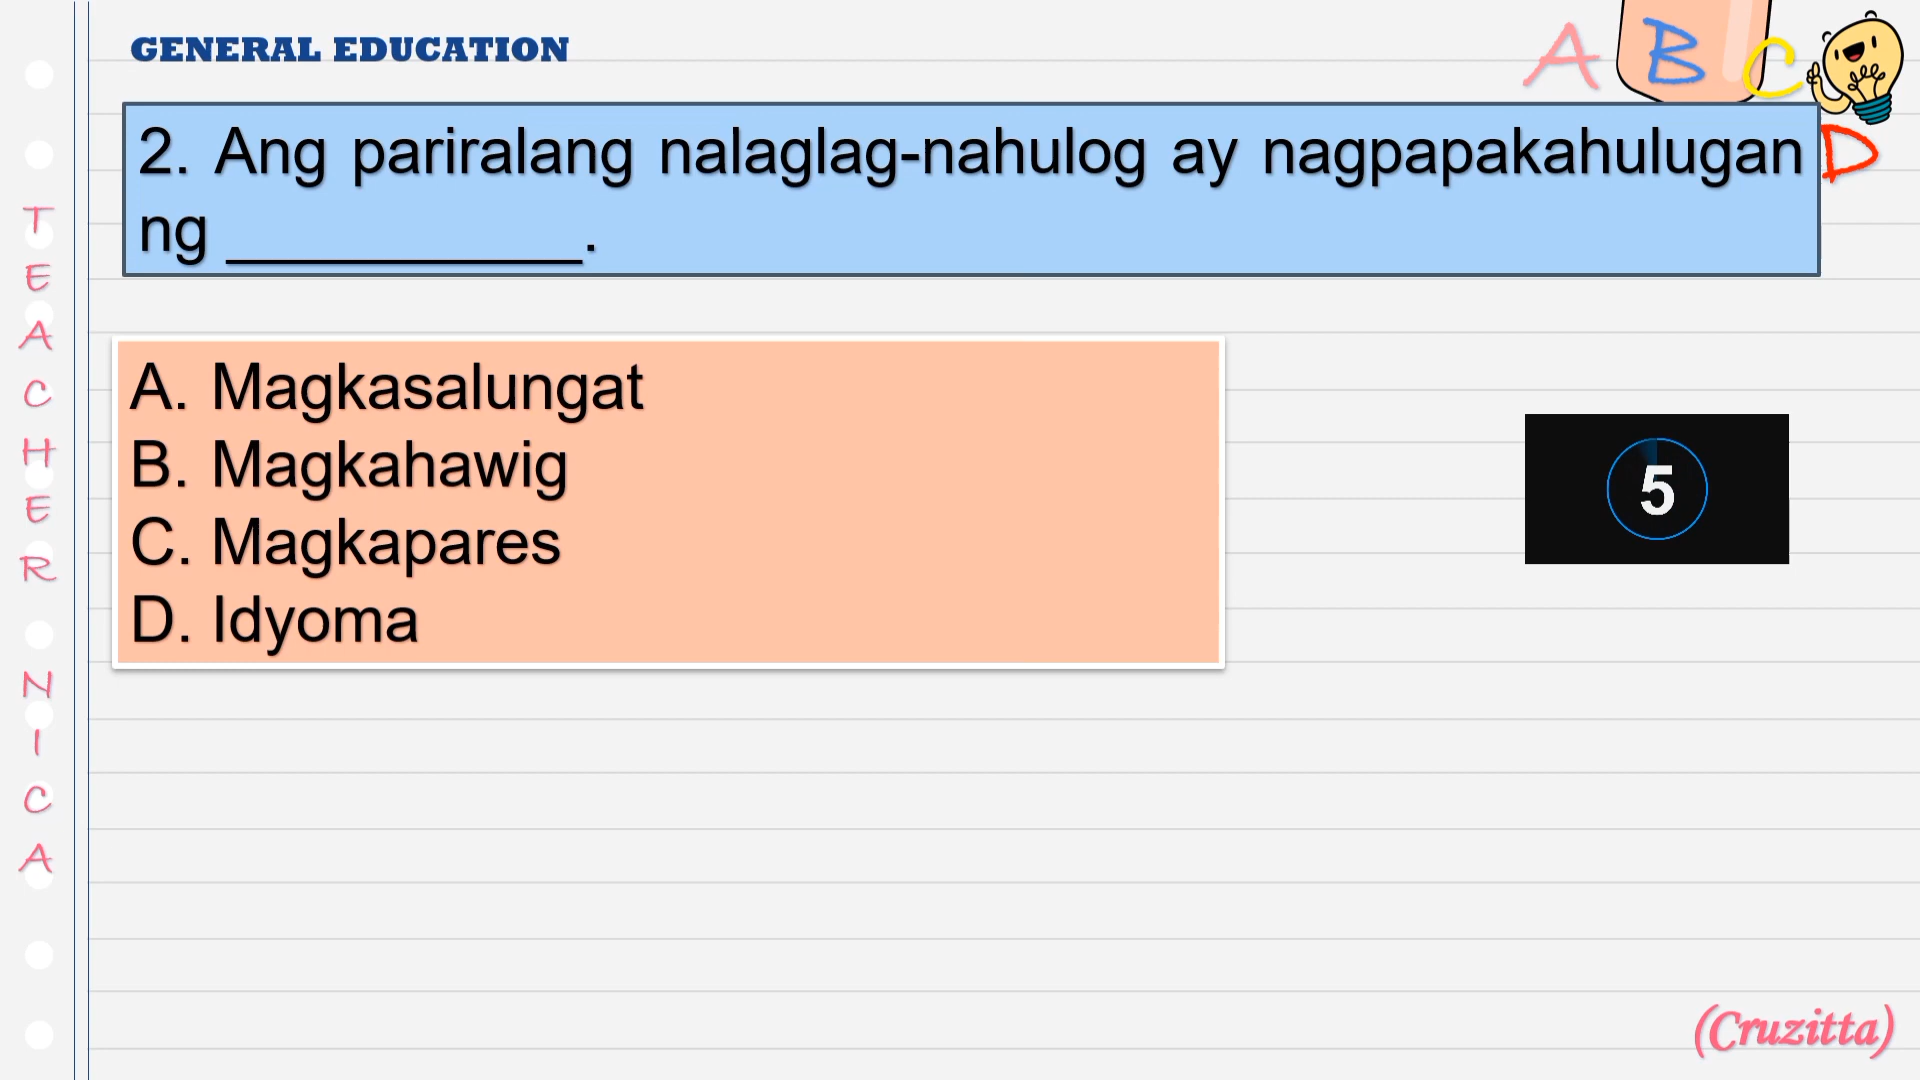 GENERAL EDUCATION
A B C D
2. Ang pariralang nalaglag-nahulog ay nagpapakahulugan
ng ___________.
A. Magkasalungat
B. Magkahawig
C. Magkapares
D. Idyoma
5
TEACHER NICA
(Cruzitta)